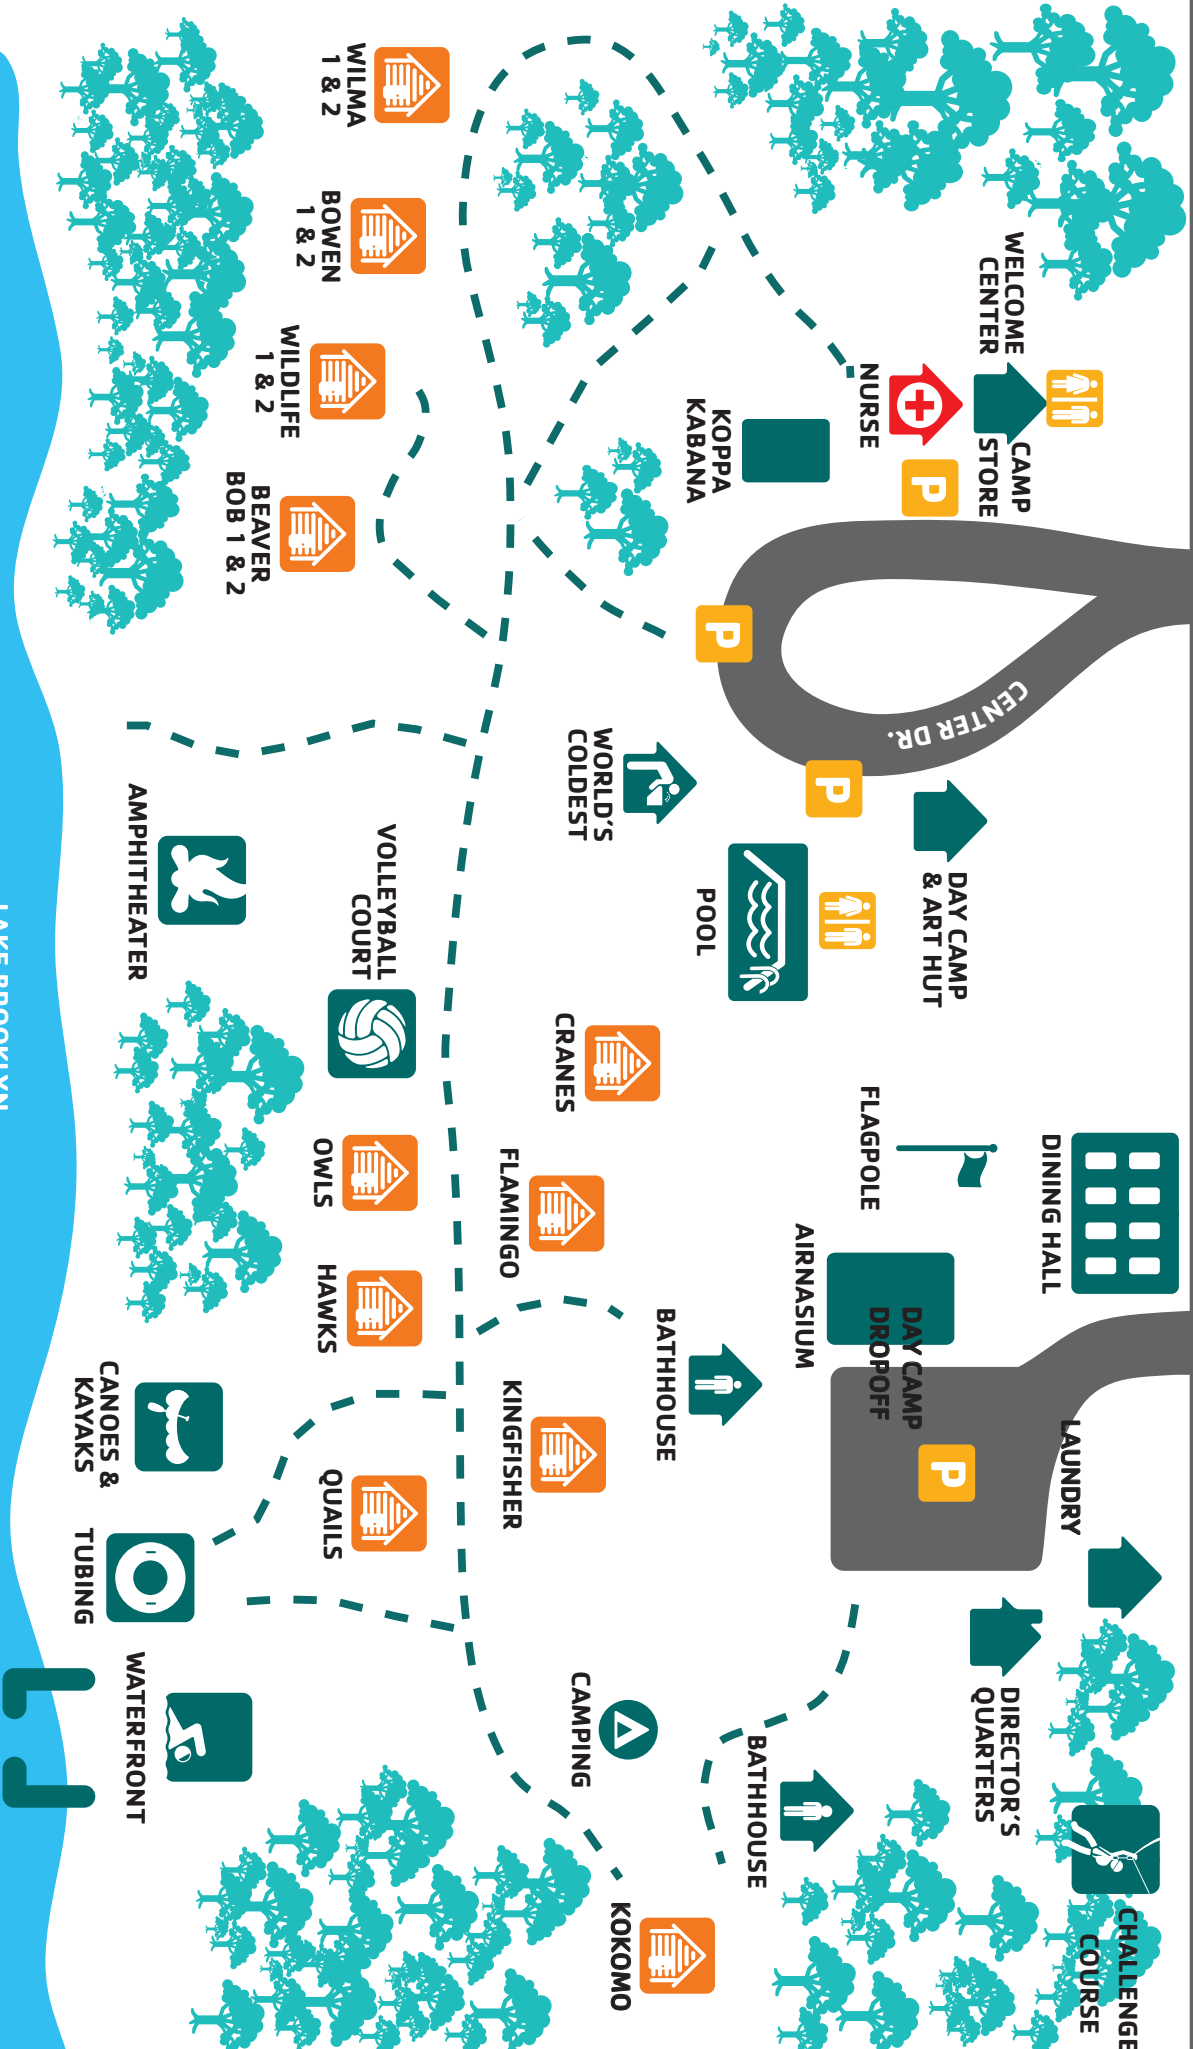 WELCOME
CENTER
CAMP
STORE
NURSE
P
KOPPA
KABANA
P
CENTER DR.
P
DAY CAMP
& ART HUT
WORLD'S
COLDEST
POOL
DINING HALL
FLAGPOLE
AIRNASIUM
DAY CAMP
DROPOFF
P
LAUNDRY
DIRECTOR'S
QUARTERS
CHALLENGE
COURSE
BATHHOUSE
BATHHOUSE
CAMPING
KOKOMO
CRANES
FLAMINGO
KINGFISHER
WILMA
1 & 2
BOWEN
1 & 2
WILDLIFE
1 & 2
BEAVER
BOB 1 & 2
VOLLEYBALL
COURT
OWLS
HAWKS
QUAILS
AMPHITHEATER
CANOES &
KAYAKS
TUBING
WATERFRONT
LAKE BROOKLYN